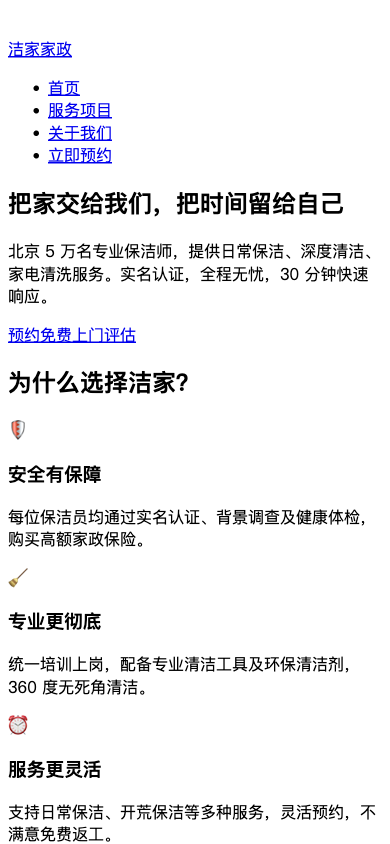 洁家家政
首页
服务项目
关于我们
立即预约
把家交给我们，把时间留给自己
北京 5 万名专业保洁师，提供日常保洁、深度清洁、
家电清洗服务。实名认证，全程无忧，30 分钟快速
响应。
预约免费上门评估
为什么选择洁家?
安全有保障
每位保洁员均通过实名认证、背景调查及健康体检，
购买高额家政保险。
专业更彻底
统一培训上岗，配备专业清洁工具及环保清洁剂，
360 度无死角清洁。
服务更灵活
支持日常保洁、开荒保洁等多种服务，灵活预约，不
满意免费返工。